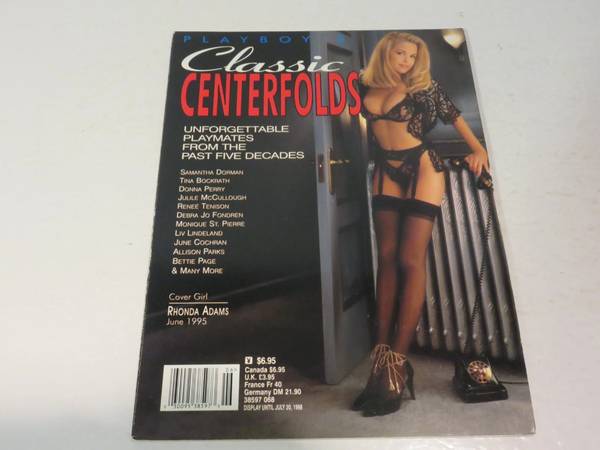 PLAYBOY'S
Classic
CENTERFOLDS
UNFORGETTABLE
PLAYMATES
FROM THE
PAST FIVE DECADES
SAMANTHA DORMAN
TINA BOCKRATH
DONNA PERRY
JULILE MCCULLOUGH
RENEÉ TENISON
DEBRA JO FONDREN
MONIQUE ST. PIERRE
LIV LINDELAND
JUNE COCHRAN
ALLISON PARKS
BETTIE PAGE
& MANY MORE
Cover Girl
RHONDA ADAMS
June 1995
$6.95
Canada $6.95
U.K. £3.95
France Fr 40
Germany DM 21.90
38597 068
DISPLAY UNTIL JULY 20, 1998